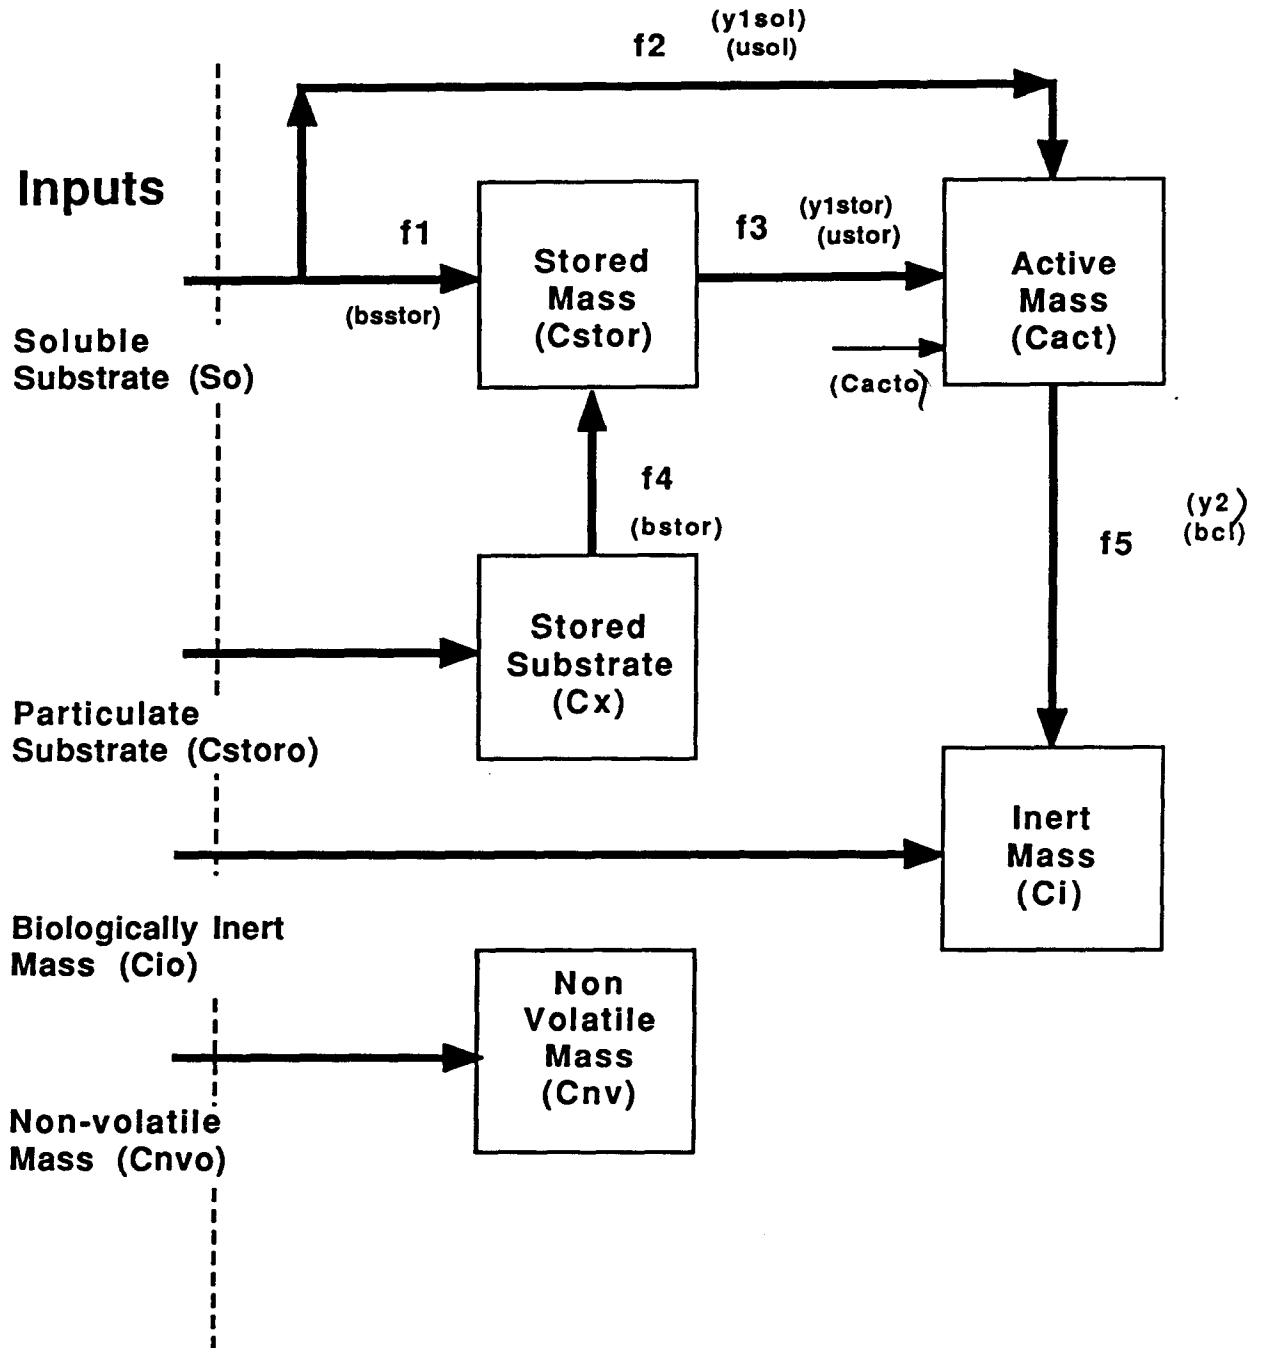 (y1sol)
f2 (usol)
Inputs
f1
(bsstor)
Stored
Mass
(Cstor)
f3
(y1stor)
(ustor)
Active
Mass
(Cact)
(Cacto)
Soluble
Substrate (So)
f4
(bstor)
(y2)
(bci)
f5
Stored
Substrate
(Cx)
Particulate
Substrate (Cstoro)
Inert
Mass
(Ci)
Biologically Inert
Mass (Cio)
Non
Volatile
Mass
(Cnv)
Non-volatile
Mass (Cnvo)